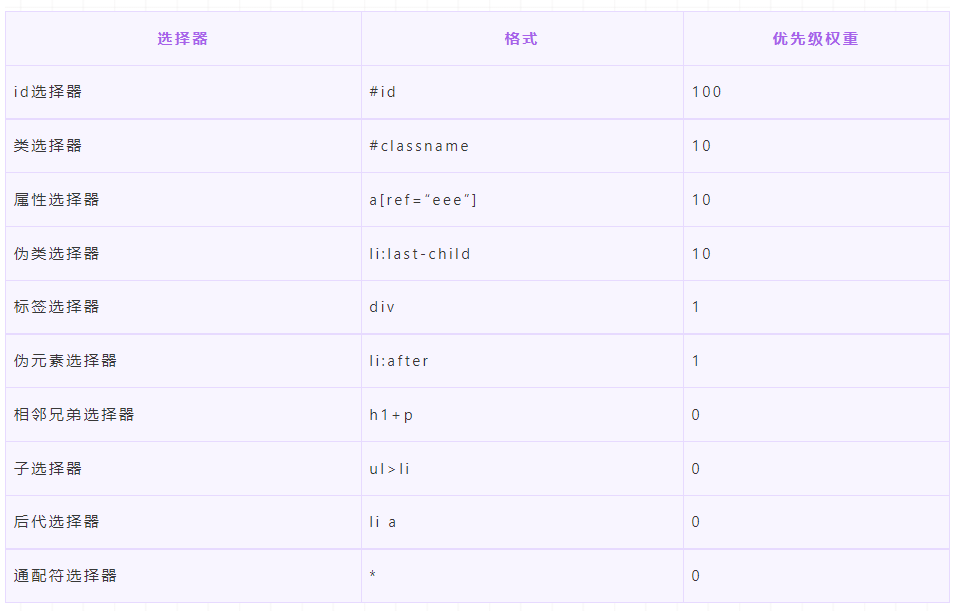 选择器 格式 优先级权重
id选择器 #id 100
类选择器 #classname 10
属性选择器 a[ref=“eee”] 10
伪类选择器 li:last-child 10
标签选择器 div 1
伪元素选择器 li:after 1
相邻兄弟选择器 h1+p 0
子选择器 ul>li 0
后代选择器 li a 0
通配符选择器 * 0